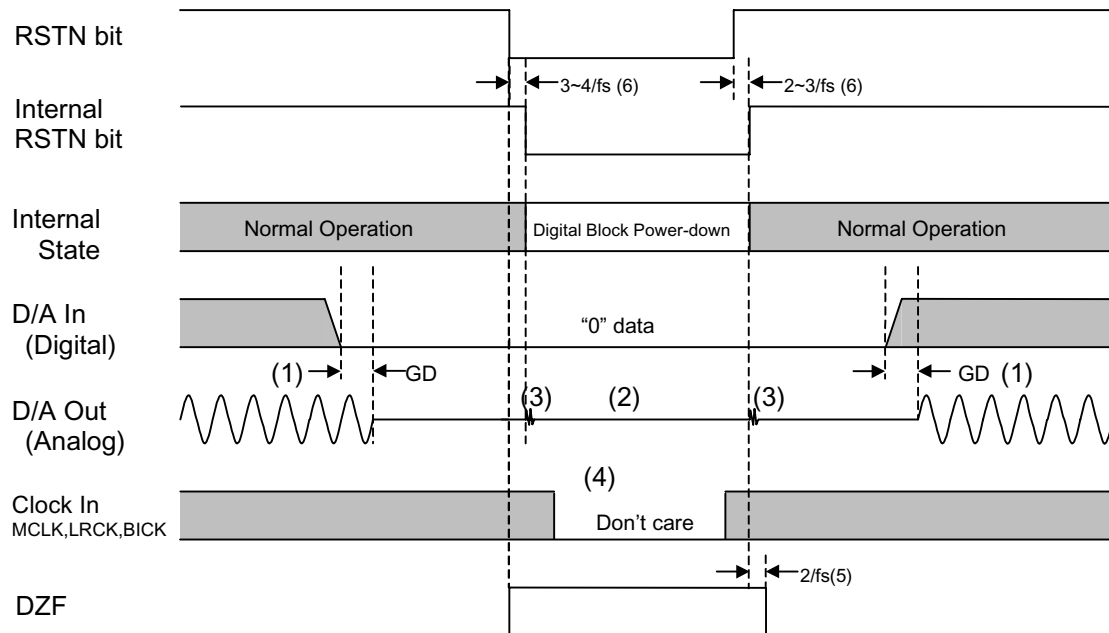 RSTN bit
3~4/fs (6)
2~3/fs (6)
Internal
RSTN bit
Internal
State
Normal Operation
Digital Block Power-down
Normal Operation
D/A In
(Digital)
“0” data
(1)
GD
GD (1)
D/A Out
(Analog)
(3)
(2)
(3)
Clock In
MCLK,LRCK,BICK
(4)
Don’t care
2/fs(5)
DZF